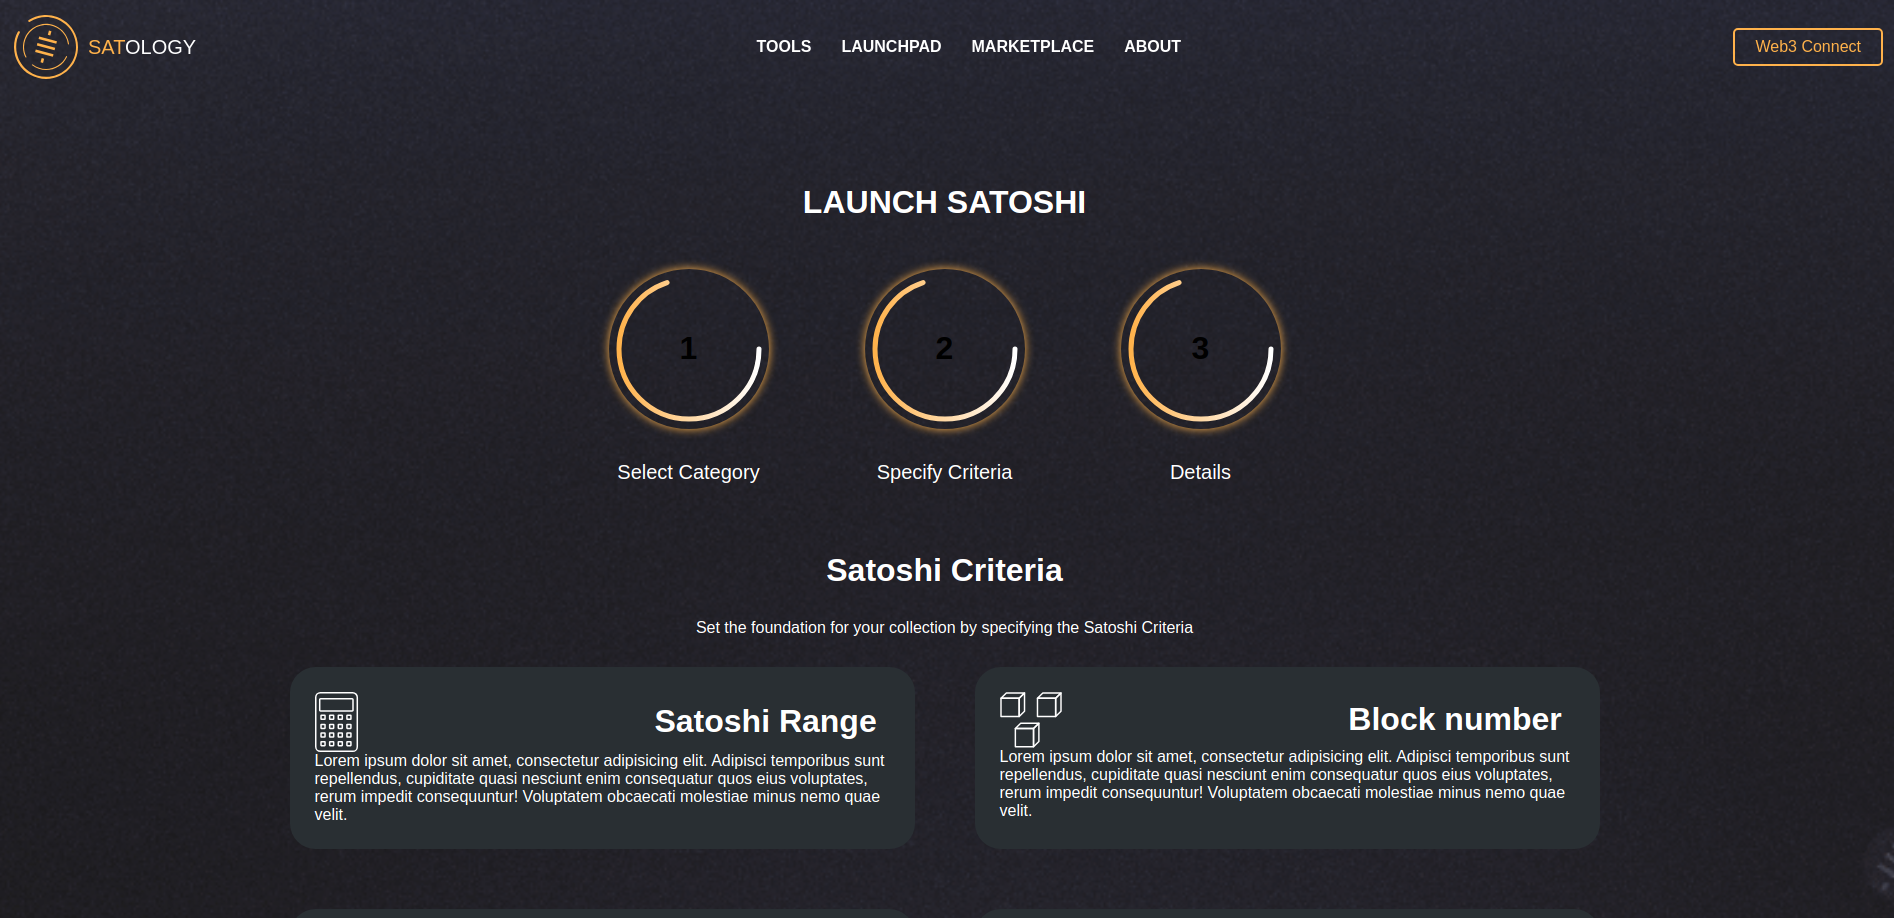 SATOLOGY
TOOLS LAUNCHPAD MARKETPLACE ABOUT
Web3 Connect
LAUNCH SATOSHI
1 2 3
Select Category Specify Criteria Details
Satoshi Criteria
Set the foundation for your collection by specifying the Satoshi Criteria
Satoshi Range
Lorem ipsum dolor sit amet, consectetur adipisicing elit. Adipisci temporibus sunt
repellendus, cupiditate quasi nesciunt enim consequatur quos eius voluptates,
rerum impedit consequuntur! Voluptatem obcaecati molestiae minus nemo quae
velit.
Block number
Lorem ipsum dolor sit amet, consectetur adipisicing elit. Adipisci temporibus sunt
repellendus, cupiditate quasi nesciunt enim consequatur quos eius voluptates,
rerum impedit consequuntur! Voluptatem obcaecati molestiae minus nemo quae
velit.